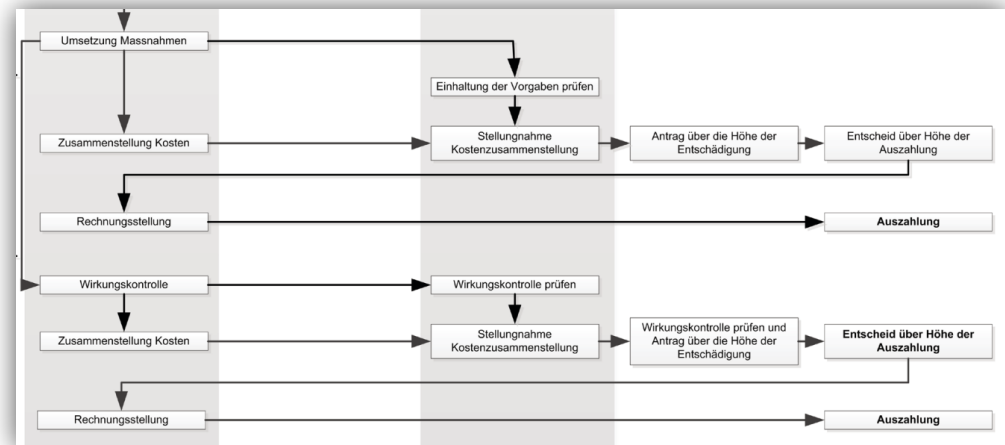 Umsetzung Massnahmen
Einhaltung der Vorgaben prüfen
Zusammenstellung Kosten
Stellungnahme
Kostenzusammenstellung
Antrag über die Höhe der
Entschädigung
Entscheid über Höhe der
Auszahlung
Rechnungsstellung
Auszahlung
Wirkungskontrolle
Wirkungskontrolle prüfen
Zusammenstellung Kosten
Stellungnahme
Kostenzusammenstellung
Wirkungskontrolle prüfen und
Antrag über die Höhe der
Entschädigung
Entscheid über Höhe der
Auszahlung
Rechnungsstellung
Auszahlung